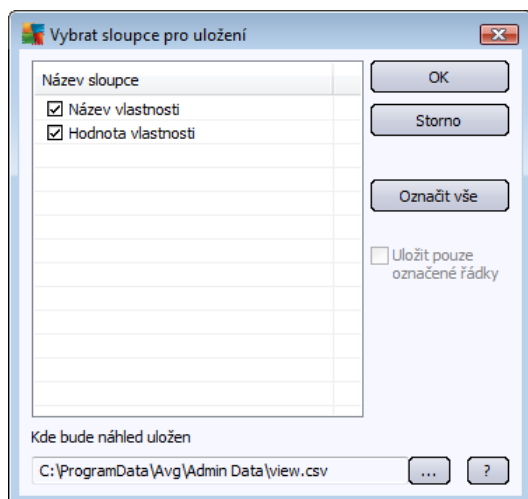 Vybrat sloupce pro uložení
Název sloupce
Název vlastnosti
Hodnota vlastnosti
OK
Storno
Označit vše
Uložit pouze
označené řádky
Kde bude náhled uložen
C:\ProgramData\Avg\Admin Data\view.csv
...
?